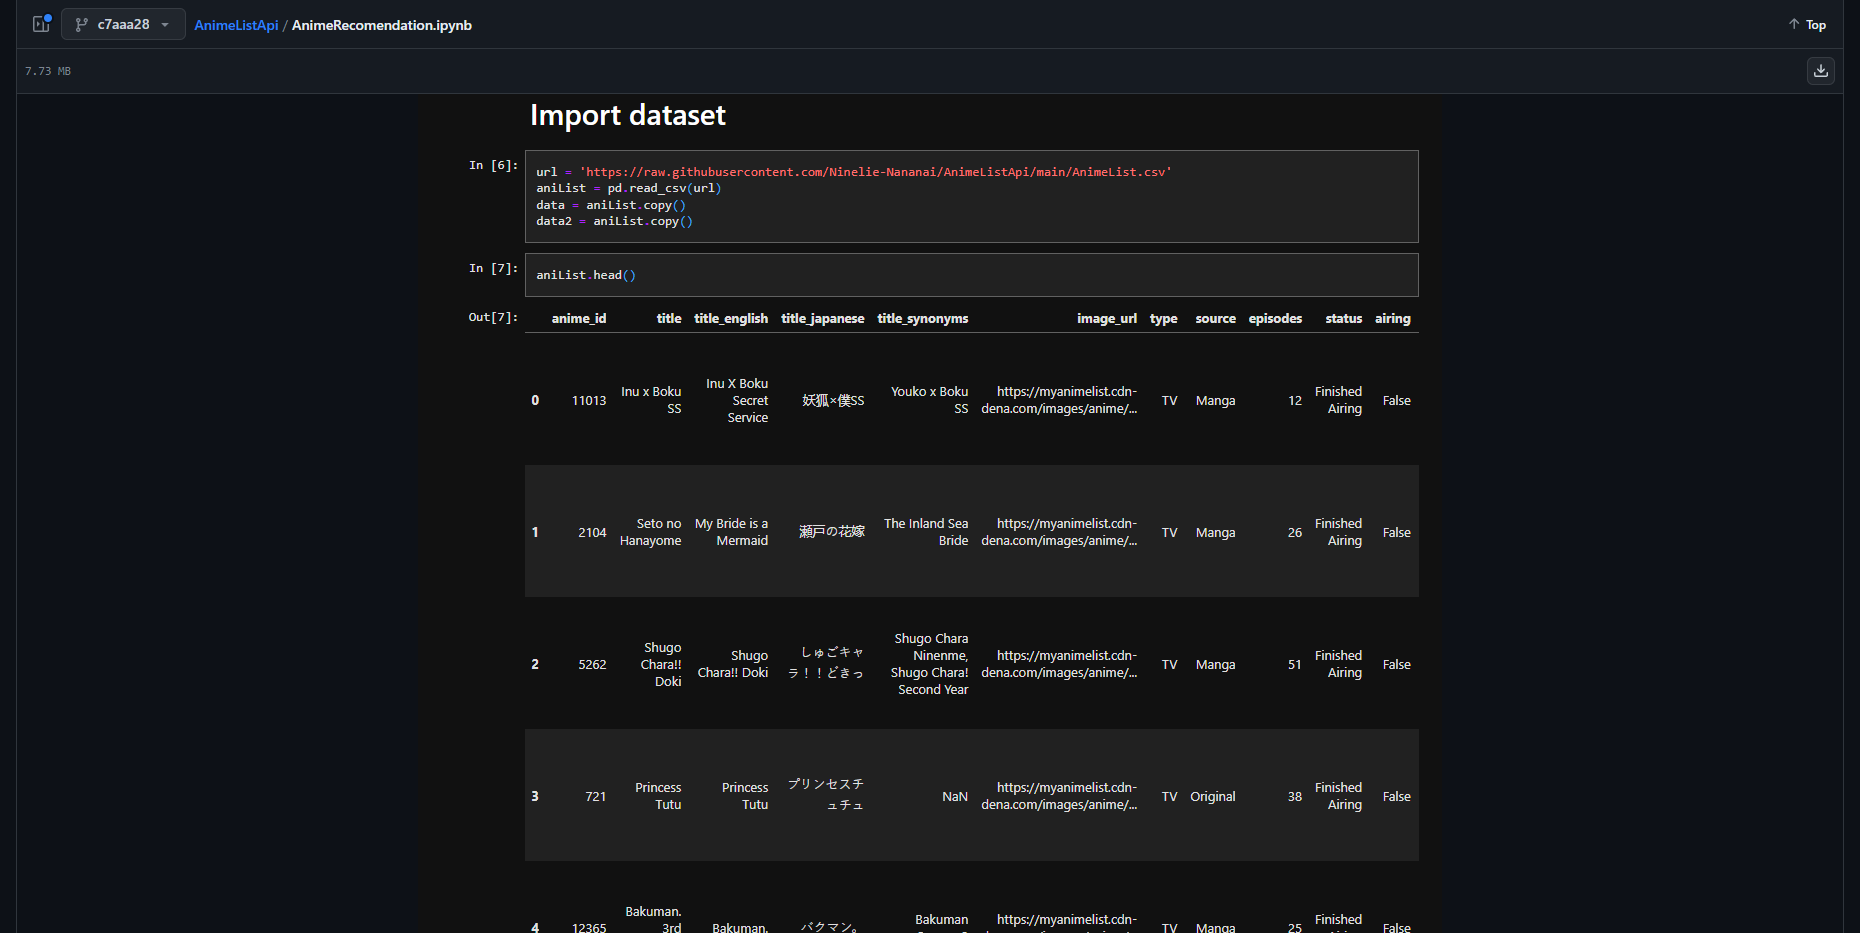 c7aaa28 AnimeListApi / AnimeRecomendation.ipynb Top
7.73 MB
Import dataset
In [6]:
url = 'https://raw.githubusercontent.com/Ninelie-Nananai/AnimeListApi/main/AnimeList.csv'
aniList = pd.read_csv(url)
data = aniList.copy()
data2 = aniList.copy()
In [7]:
aniList.head()
Out[7]:
anime_id title title_english title_japanese title_synonyms image_url type source episodes status airing
0 11013 Inu x Boku SS Inu X Boku Secret Service 妖狐×僕SS Youko x Boku SS https://myanimelist.cdn-dena.com/images/anime/... TV Manga 12 Finished Airing False
1 2104 Seto no Hanayome My Bride is a Mermaid 瀬戸の花嫁 The Inland Sea Bride https://myanimelist.cdn-dena.com/images/anime/... TV Manga 26 Finished Airing False
2 5262 Shugo Chara!! Doki Shugo Chara!! Doki しゅごキャラ！！どきっ Shugo Chara Ninenme, Shugo Chara! Second Year https://myanimelist.cdn-dena.com/images/anime/... TV Manga 51 Finished Airing False
3 721 Princess Tutu Princess Tutu プリンセスチュチュ NaN https://myanimelist.cdn-dena.com/images/anime/... TV Original 38 Finished Airing False
4 12365 Bakuman. 3rd Bakuman. バクマン。 Bakuman https://myanimelist.cdn- TV Manga 25 Finished False